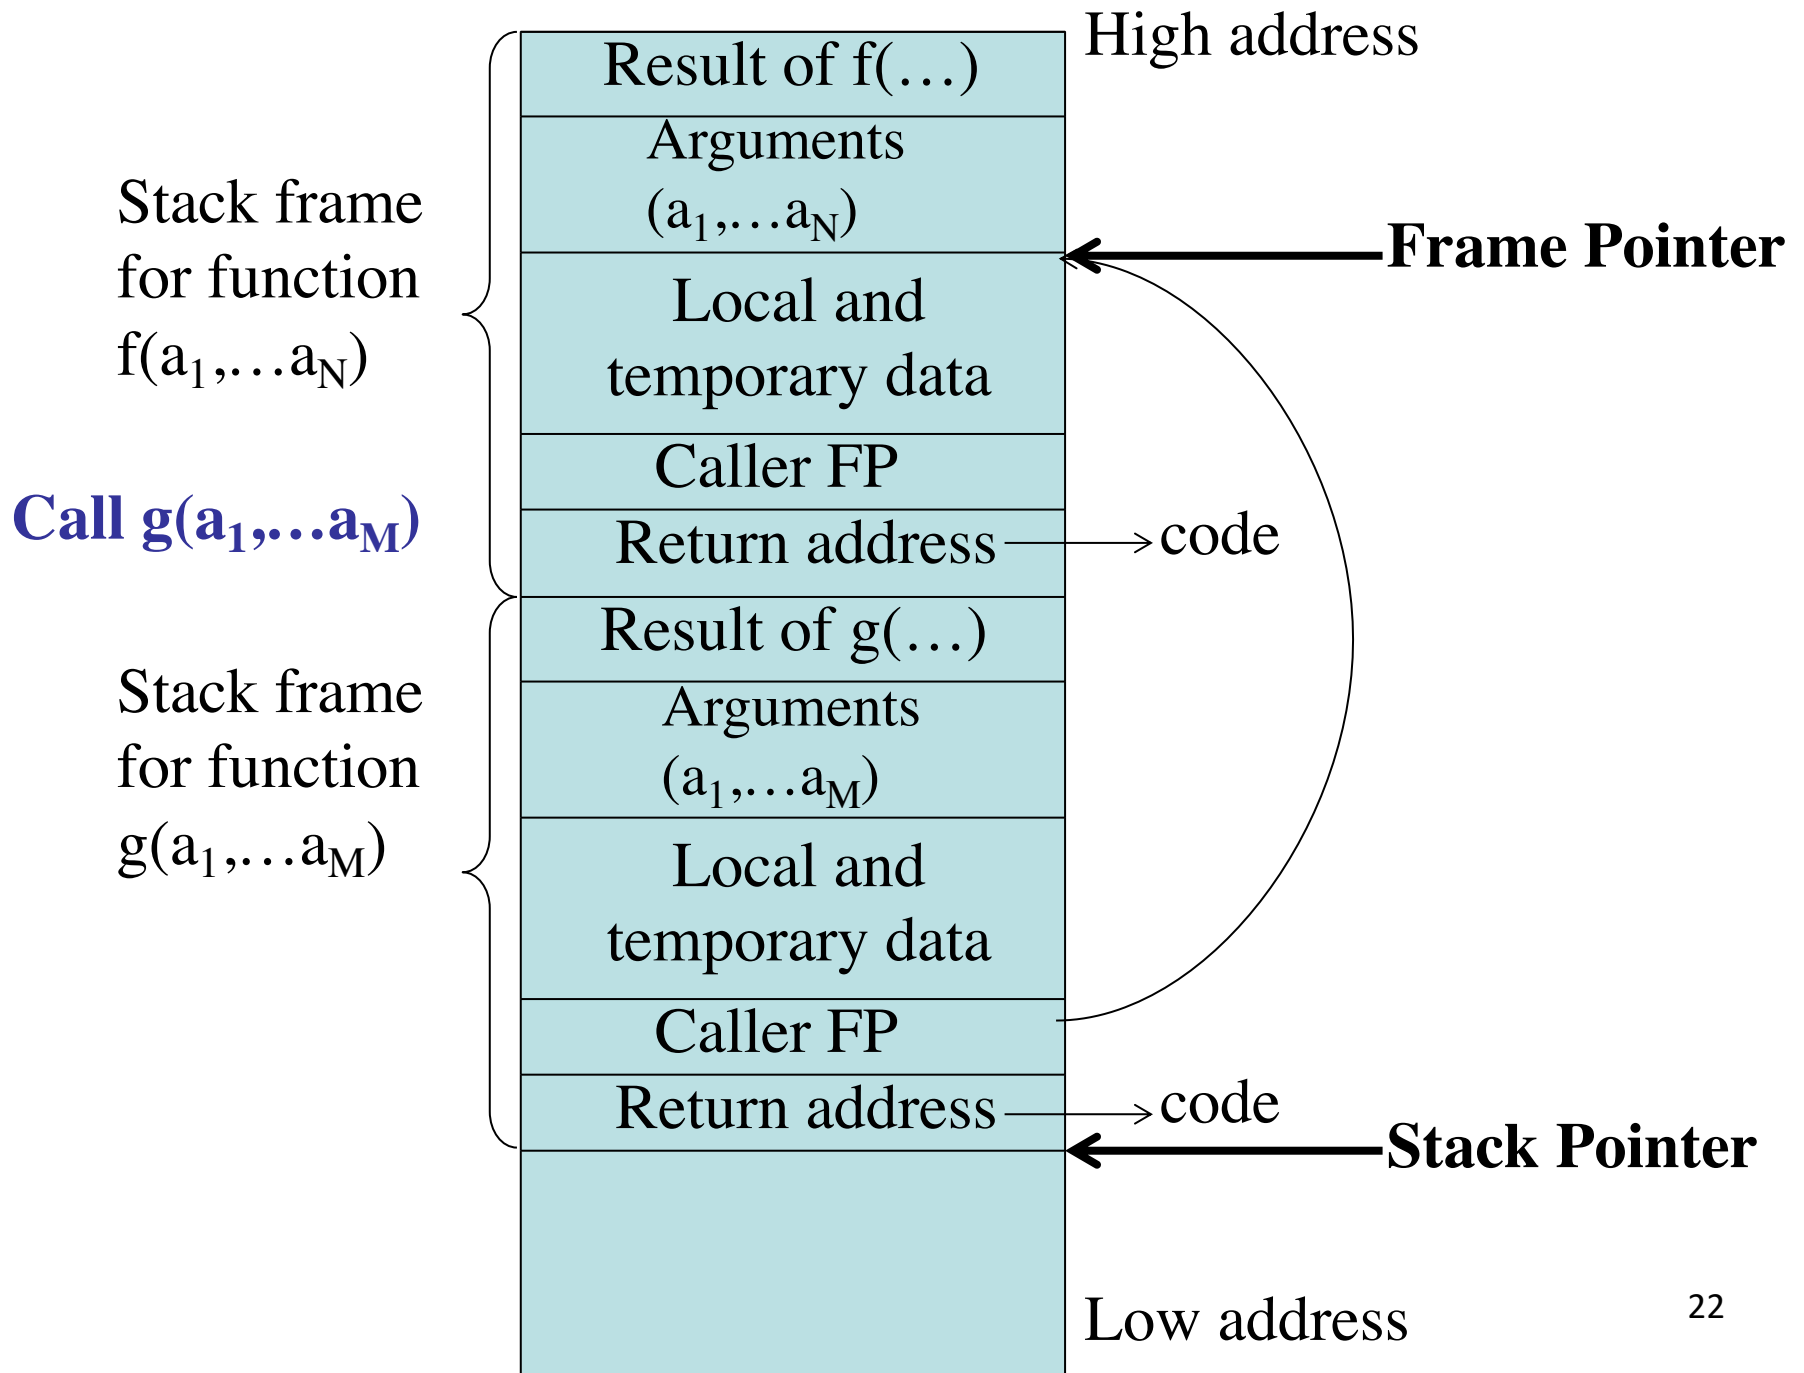 High address
Result of f(…)
Arguments
(a₁,…aN)
Stack frame
for function
f(a₁,…aN)
Frame Pointer
Local and
temporary data
Caller FP
Call g(a₁,…aM)
Return address
code
Result of g(…)
Stack frame
for function
g(a₁,…aM)
Arguments
(a₁,…aM)
Local and
temporary data
Caller FP
Return address
code
Stack Pointer
Low address
22